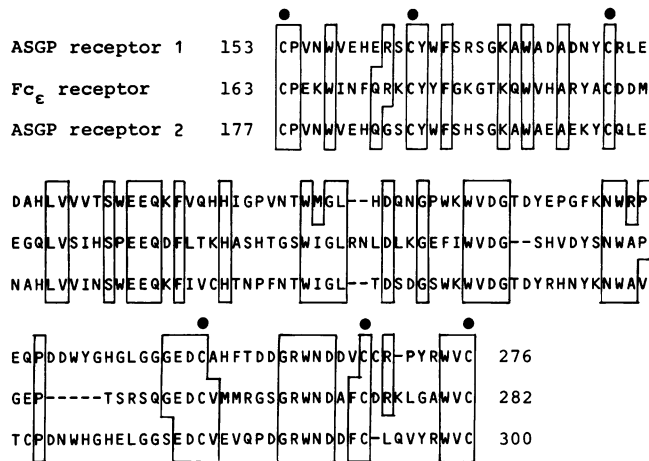 ASGP receptor 1 153 CPVNWVEHERSCYWFSRSGKAWADADNYCRLE
Fcε receptor 163 CPEKWINFQRKCYYFGKGTKQWVHARYACDDM
ASGP receptor 2 177 CPVNWVEHQGSCYWFSHSGKAWAEAEKYCQLE
DAHLVVVTSWEEQKFVQHHIGPVNTWMGL--HDQNGPWKWVDGTDYEPGFKNWRP
EGQLVSIHSPEEQDFLTKHASHTGSWIGLRNLDLKGEFIWVDG--SHVDYSNWAP
NAHLVVINSWEEQKFIVCHTNPFNTWIGL--TDSDGSWKWVDGTDYRHNYKNWAV
EQPDDWYGHGLGGGEDCAHFTDDGRWNDDVCCR-PYRWVC 276
GEP-----TSRSQGEDCVMMRGSGRWNDAFCDRKLGAWVC 282
TCPDNWHGHELGGSEDCVEVQPDGRWNDDFC-LQVYRWVC 300